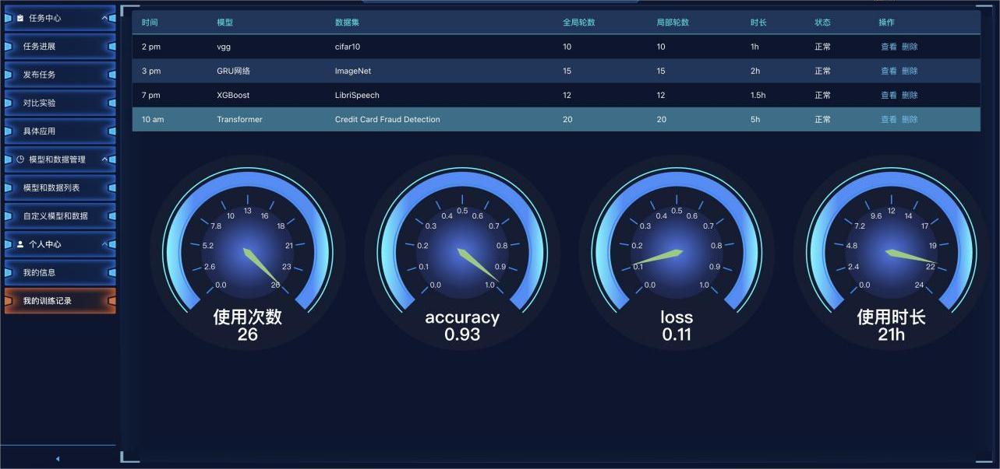 任务中心
任务进展
发布任务
对比实验
具体应用
模型和数据管理
模型和数据列表
自定义模型和数据
个人中心
我的信息
我的训练记录
时间 模型 数据集 全局轮数 局部轮数 时长 状态 操作
2 pm vgg cifar10 10 10 1h 正常 查看 删除
3 pm GRU网络 ImageNet 15 15 2h 正常 查看 删除
7 pm XGBoost LibriSpeech 12 12 1.5h 正常 查看 删除
10 am Transformer Credit Card Fraud Detection 20 20 5h 正常 查看 删除
0.0 2.6 5.2 7.8 10 13 16 18 21 23 26
使用次数
26
0.0 0.1 0.2 0.3 0.4 0.5 0.6 0.7 0.8 0.9 1.0
accuracy
0.93
0.0 0.1 0.2 0.3 0.4 0.5 0.6 0.7 0.8 0.9 1.0
loss
0.11
0.0 2.4 4.8 7.2 9.6 12 14 17 19 22 24
使用时长
21h